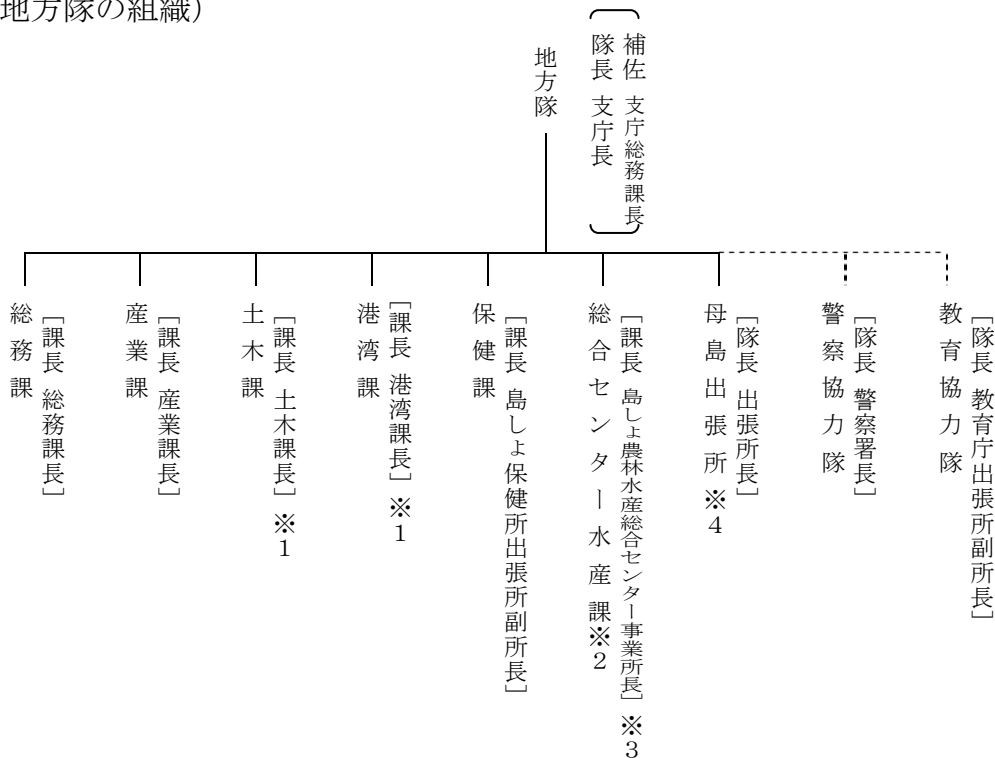 地方隊の組織)
地方隊
隊長 支庁長
補佐 支庁総務課長
総務課
[課長 総務課長]
産業課
[課長 産業課長]
土木課
[課長 土木課長]※1
港湾課
[課長 港湾課長]※1
保健課
[課長 島しょ保健所出張所副所長]
総合センター水産課※2
[課長 島しょ農林水産総合センター事業所長]※3
母島出張所※4
[隊長 出張所長]
警察協力隊
[隊長 警察署長]
教育協力隊
[隊長 教育庁出張所副所長]